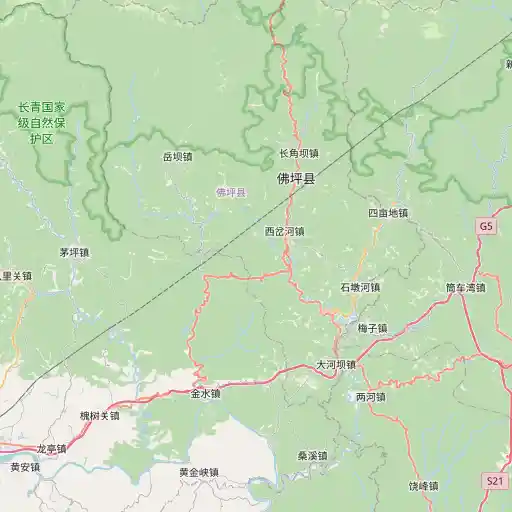 长青国家
级自然保
护区
岳坝镇
长角坝镇
佛坪县
佛坪县
四亩地镇
西岔河镇
G5
茅坪镇
里关镇
石墩河镇
筒车湾镇
梅子镇
大河坝镇
金水镇
两河镇
槐树关镇
龙亭镇
黄安镇
黄金峡镇
桑溪镇
饶峰镇
S21